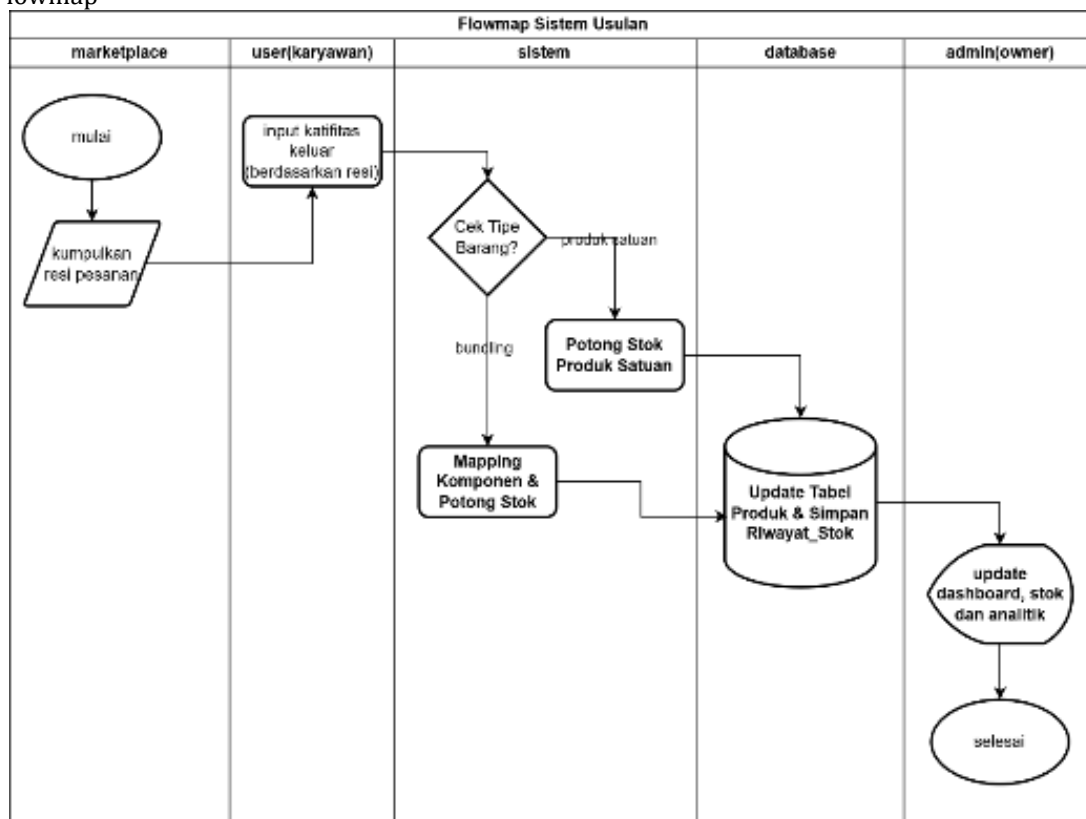 Flowmap Sistem Usulan
marketplace
user(karyawan)
sistem
database
admin(owner)
mulai
kumpulkan
resi pesanan
input katifitas
keluar
(berdasarkan resi)
Cek Tipe
Barang?
produk satuan
bundling
Potong Stok
Produk Satuan
Mapping
Komponen &
Potong Stok
Update Tabel
Produk & Simpan
Riwayat_Stok
update
dashboard, stok
dan analitik
selesai